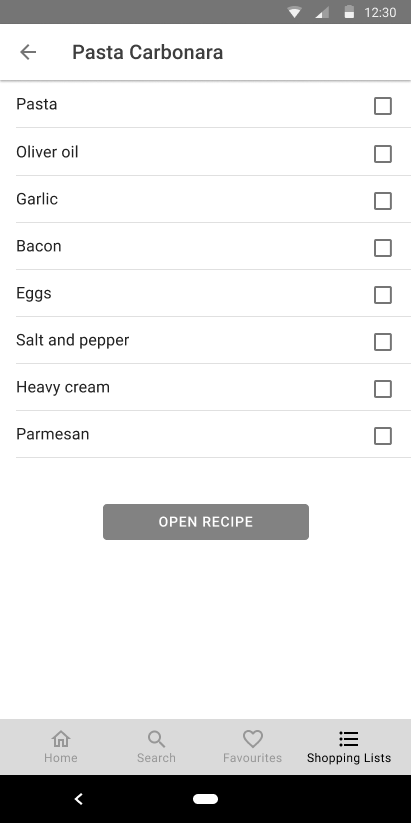 12:30
Pasta Carbonara
Pasta
Oliver oil
Garlic
Bacon
Eggs
Salt and pepper
Heavy cream
Parmesan
OPEN RECIPE
Home
Search
Favourites
Shopping Lists